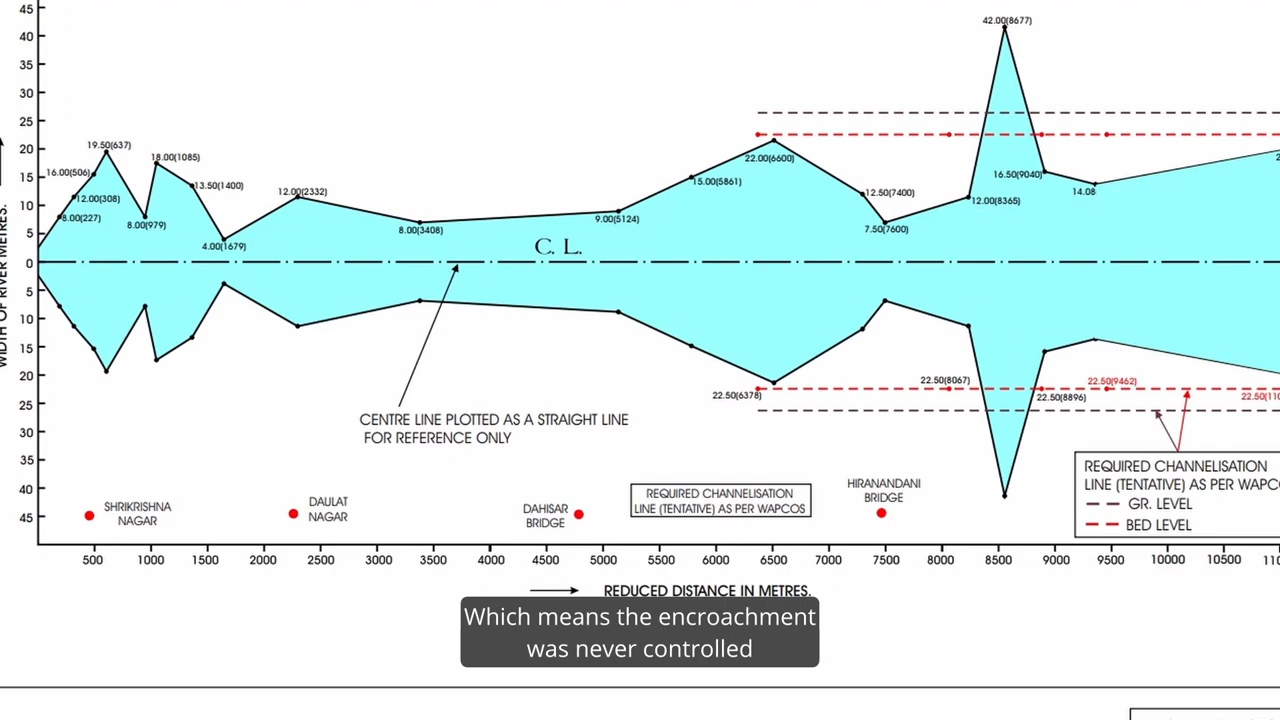 45
40
35
30
25
20
15
10
5
0
5
10
15
20
25
30
35
40
45
WIDTH OF RIVER METRES.
42.00(8677)
19.50(637)
18.00(1085)
16.00(506)
13.50(1400)
12.00(308)
8.00(227)
8.00(979)
4.00(1679)
12.00(2332)
8.00(3408)
9.00(5124)
15.00(5861)
22.00(6600)
12.50(7400)
7.50(7600)
12.00(8365)
16.50(9040)
14.08
C. L.
22.50(6378)
22.50(8067)
22.50(8896)
22.50(9462)
22.50(110
CENTRE LINE PLOTTED AS A STRAIGHT LINE
FOR REFERENCE ONLY
SHRIKRISHNA
NAGAR
DAULAT
NAGAR
DAHISAR
BRIDGE
REQUIRED CHANNELISATION
LINE (TENTATIVE) AS PER WAPCOS
HIRANANDANI
BRIDGE
REQUIRED CHANNELISATION
LINE (TENTATIVE) AS PER WAPCO
GR. LEVEL
BED LEVEL
500 1000 1500 2000 2500 3000 3500 4000 4500 5000 5500 6000 6500 7000 7500 8000 8500 9000 9500 10000 10500 110
REDUCED DISTANCE IN METRES.
Which means the encroachment
was never controlled